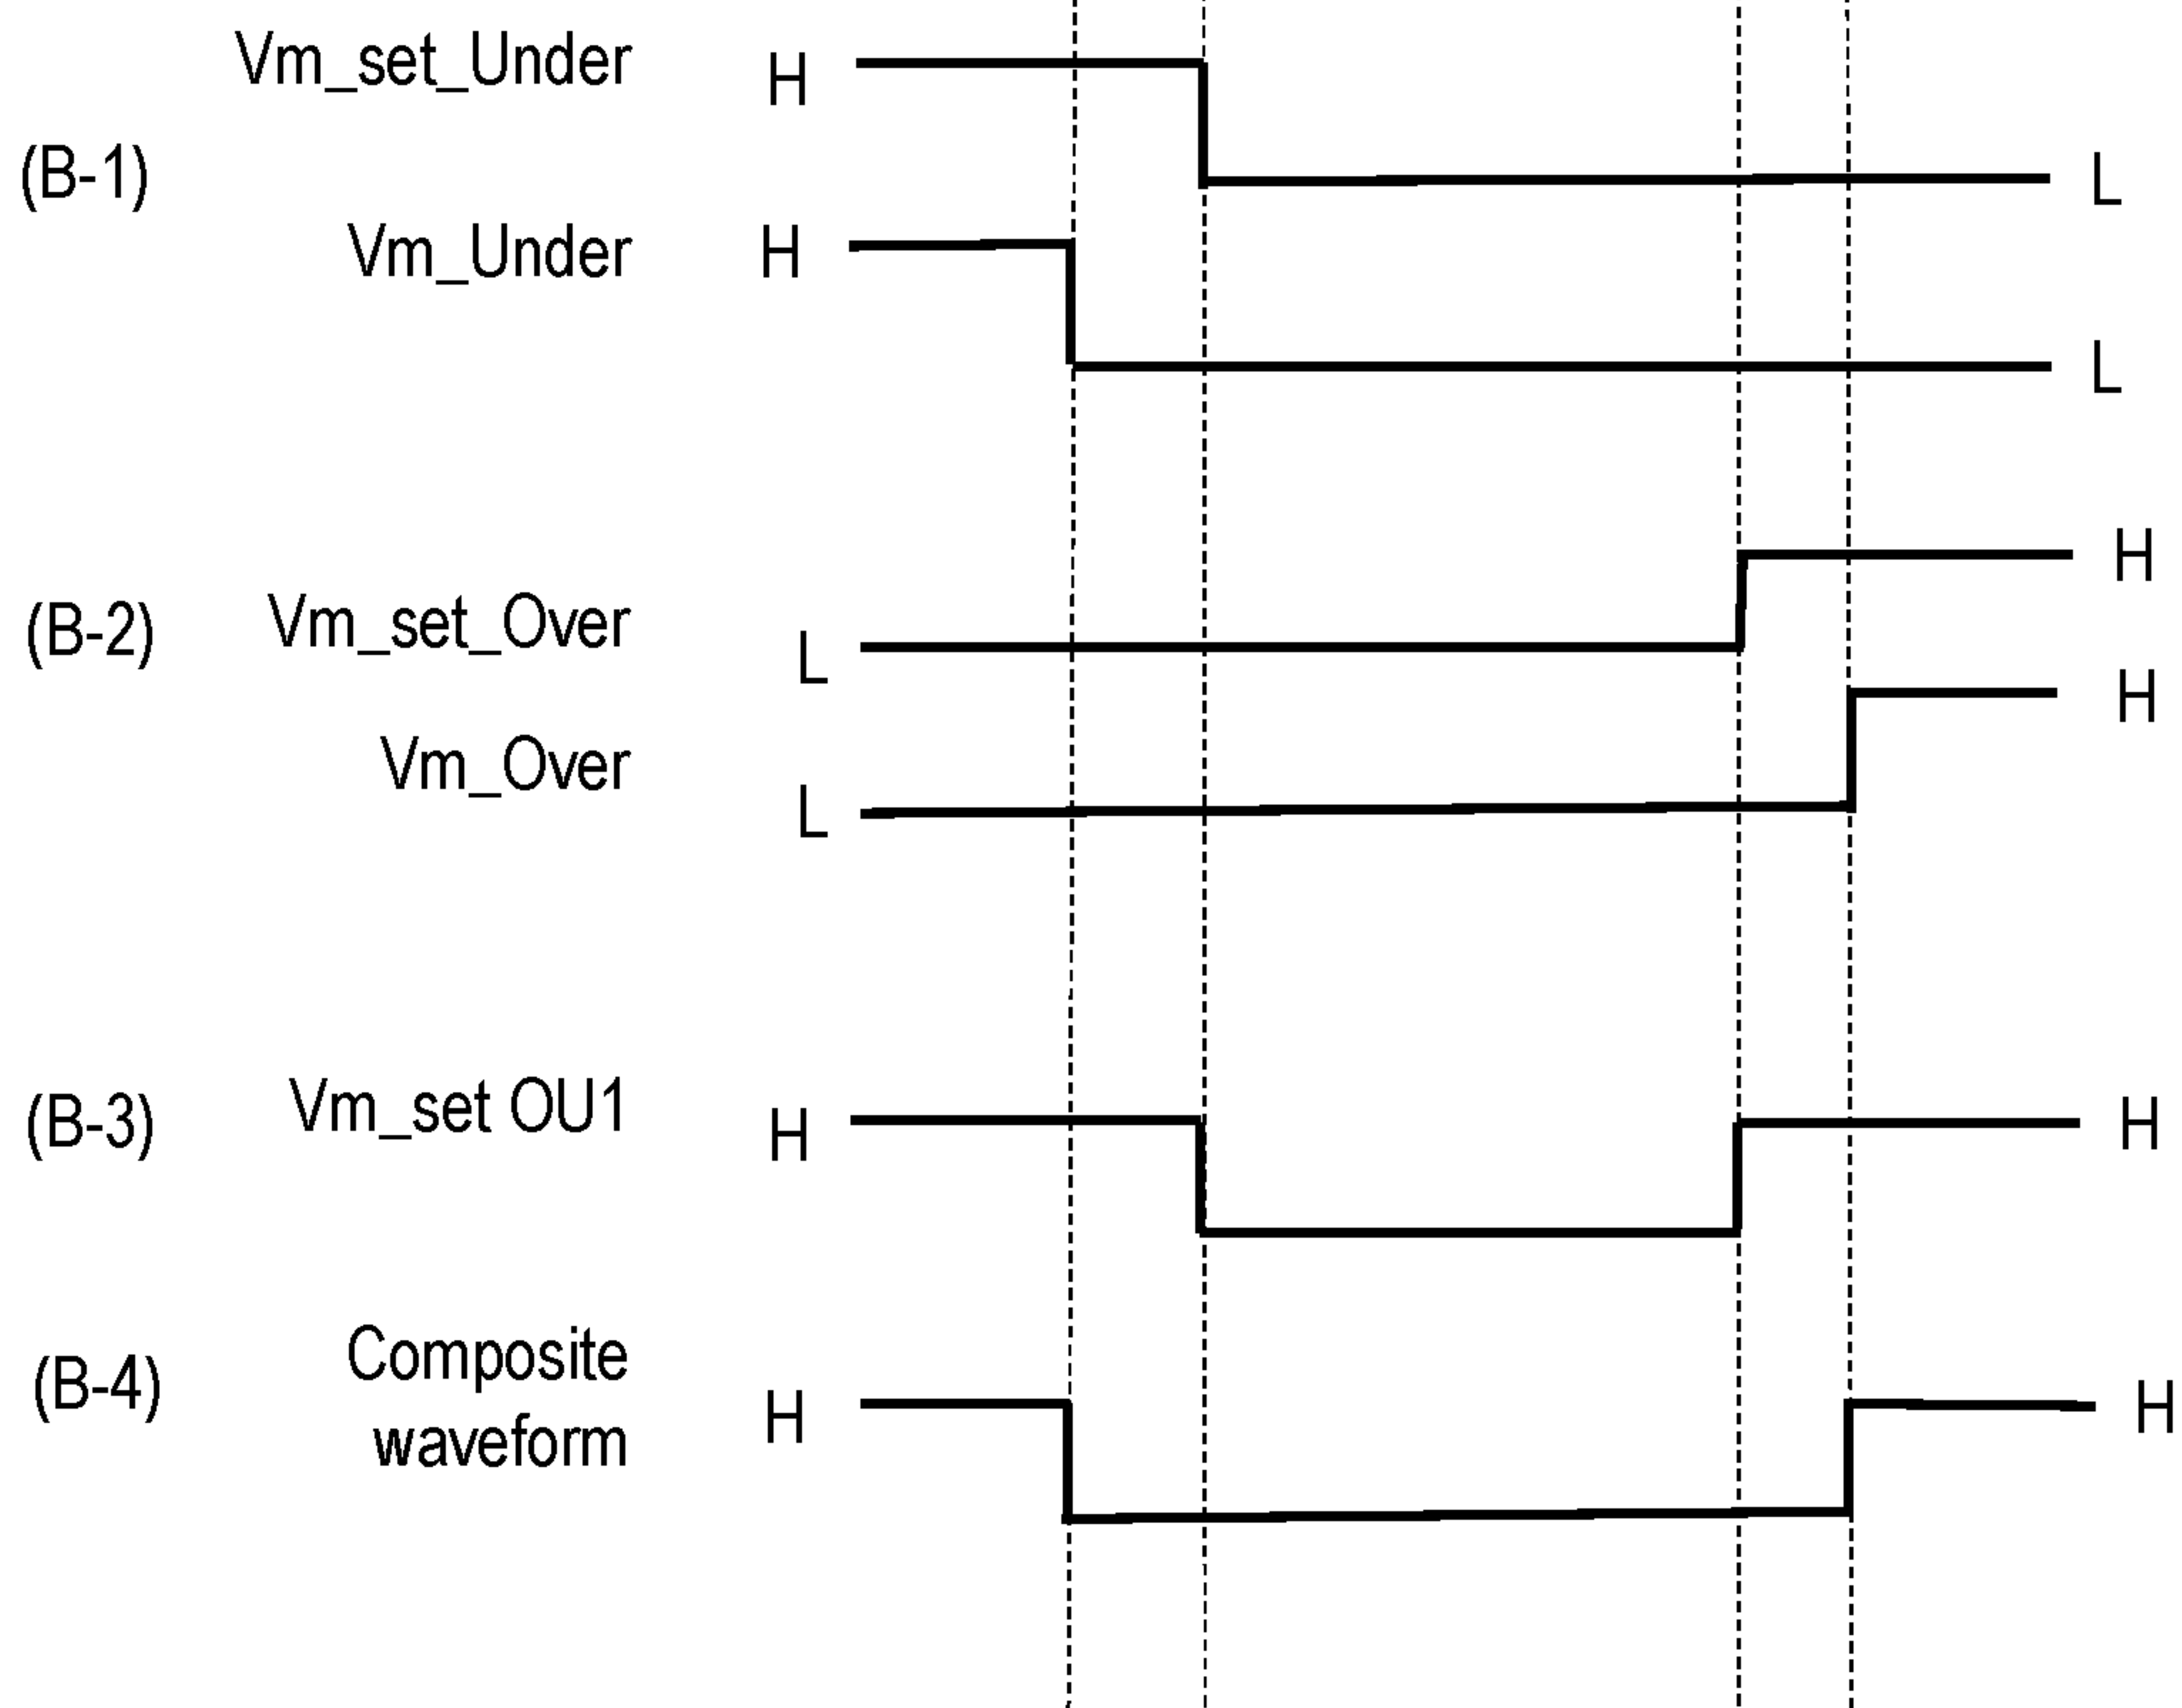 Vm_set_Under H
(B-1) L
Vm_Under H
L
H
(B-2) Vm_set_Over L
H
Vm_Over L
(B-3) Vm_set OU1 H H
(B-4) Composite waveform H H